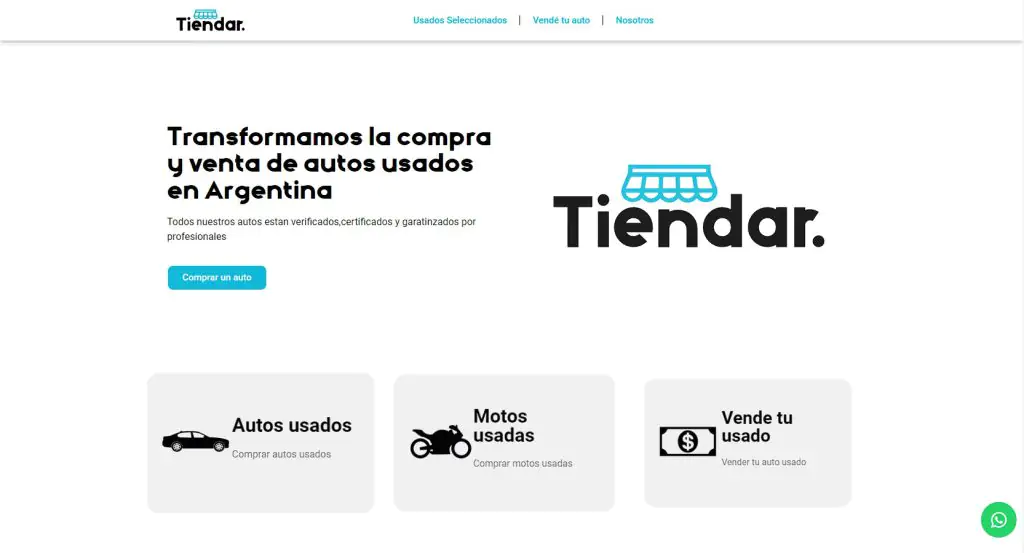 Tiendar.
Usados Seleccionados | Vendé tu auto | Nosotros
Transformamos la compra
y venta de autos usados
en Argentina
Todos nuestros autos estan verificados,certificados y garatinzados por
profesionales
Comprar un auto
Tiendar.
Autos usados
Comprar autos usados
Motos
usadas
Comprar motos usadas
Vende tu
usado
Vender tu auto usado